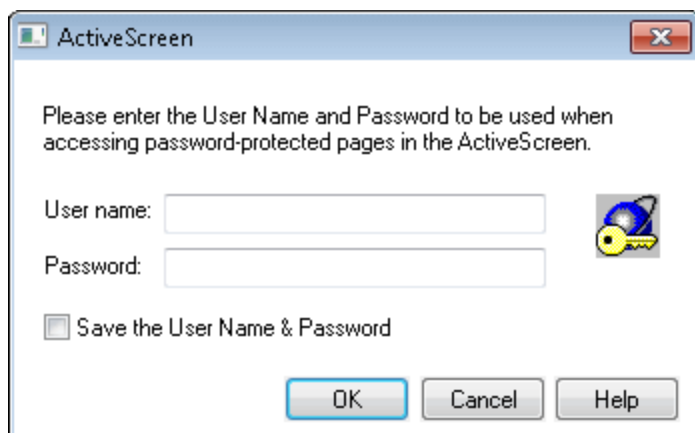 ActiveScreen
Please enter the User Name and Password to be used when
accessing password-protected pages in the ActiveScreen.
User name:
Password:
Save the User Name & Password
OK Cancel Help